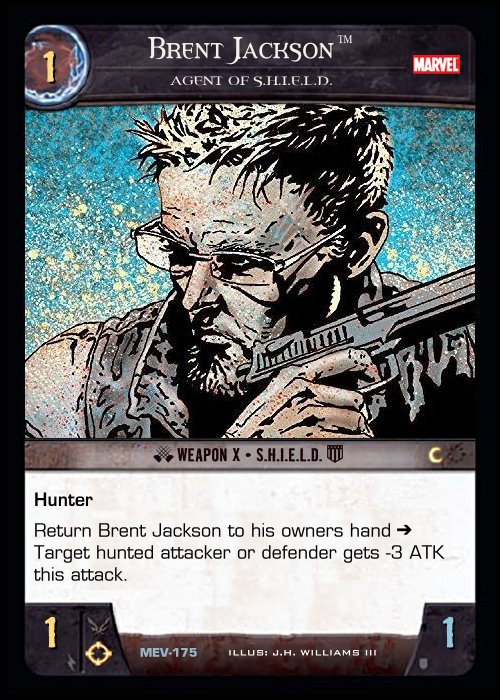 1
BRENT JACKSON™
MARVEL
AGENT OF S.H.I.E.L.D.
WEAPON X • S.H.I.E.L.D.
C
Hunter
Return Brent Jackson to his owners hand ➔
Target hunted attacker or defender gets -3 ATK
this attack.
1
MEV-175
ILLUS: J.H. WILLIAMS III
1